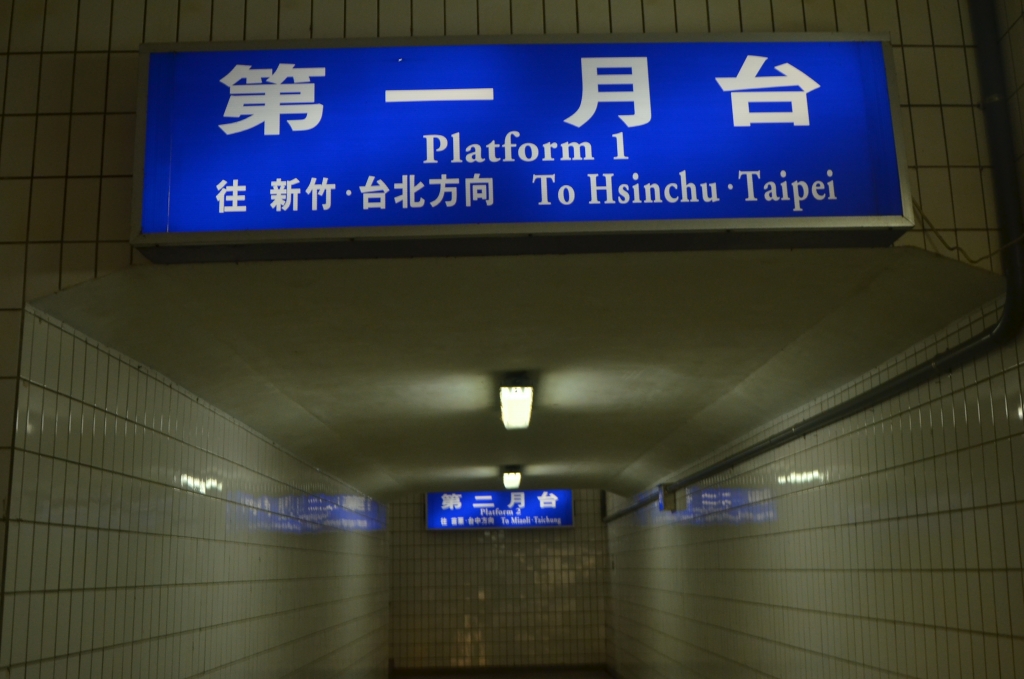 第一月台
Platform 1
往 新竹·台北方向 To Hsinchu·Taipei
第二月台
Platform 2
往 苗栗·台中方向 To Miaoli·Taichung